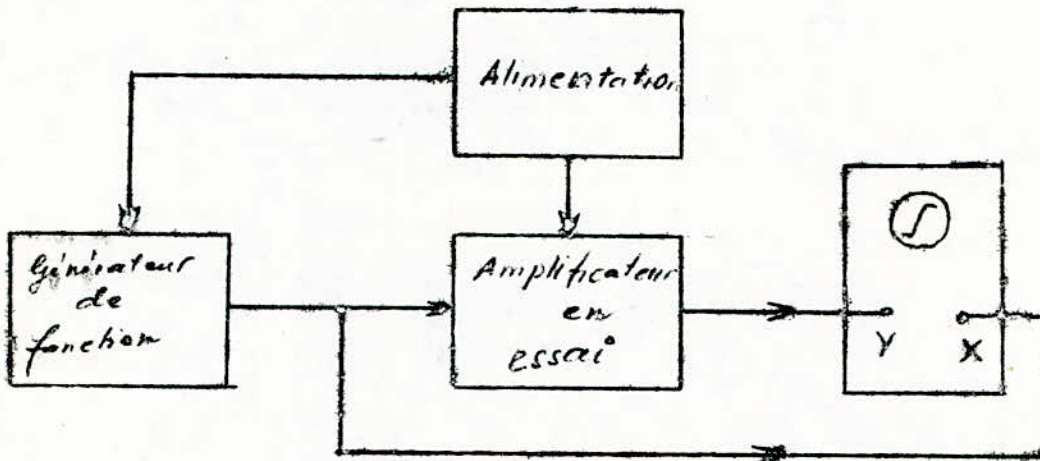 Alimentation
Générateur
de
fonction
Amplificateur
en
essai
Y
X